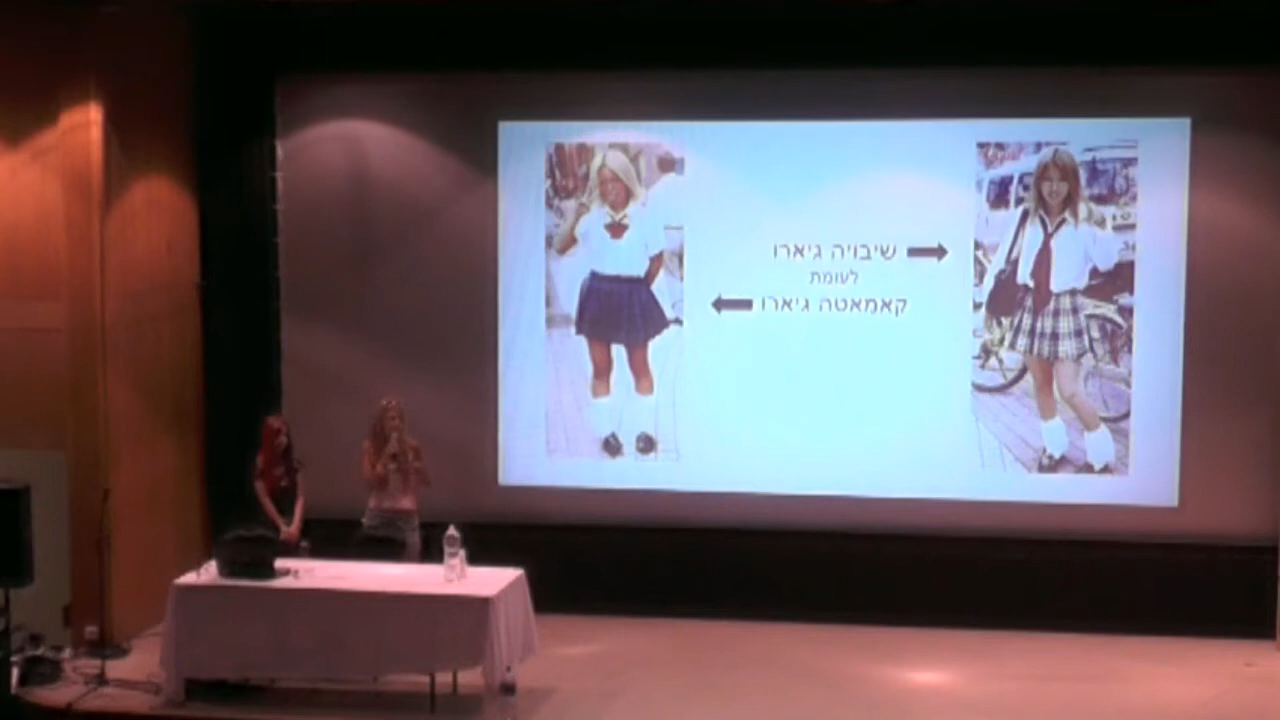 שיבויה גיארו
לעומת
קאמאטה גיארו